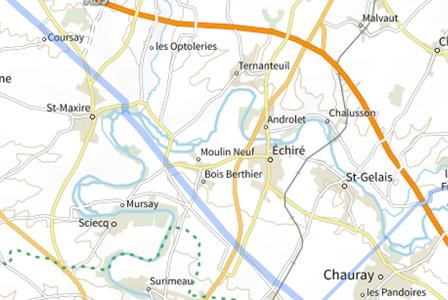 A83
Malvaut
Coursay
les Optoleries
Ternanteuil
St-Maxire
Androlet
Chalusson
Moulin Neuf
Échiré
Bois Berthier
St-Gelais
Mursay
Sciecq
Surimeau
Chauray
les Pandoires